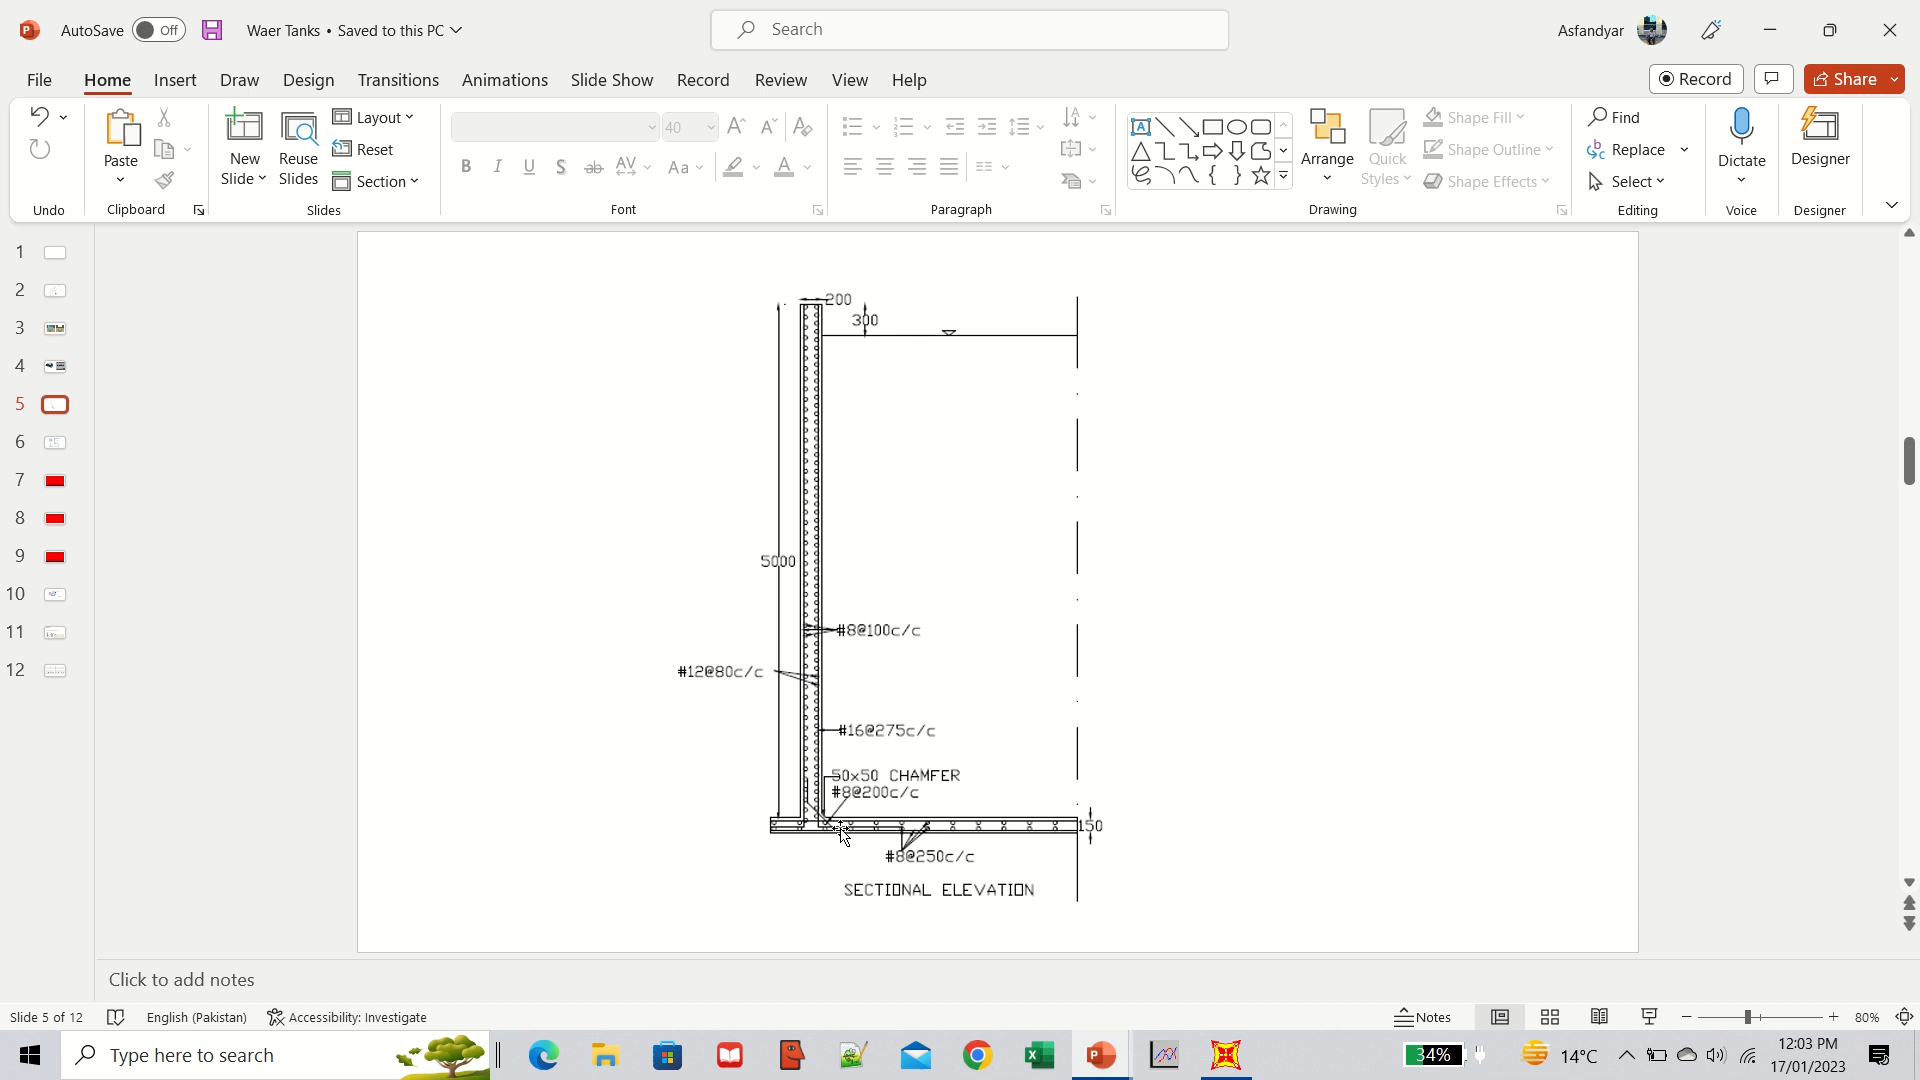 AutoSave Off Waer Tanks • Saved to this PC Search Asfandyar
File Home Insert Draw Design Transitions Animations Slide Show Record Review View Help Record Share
Paste New Slide Reuse Slides Layout Reset Section 40 Arrange Quick Styles Shape Fill Shape Outline Shape Effects Find Replace Select Dictate Designer
Undo Clipboard Slides Font Paragraph Drawing Editing Voice Designer
1
2
3
4
5
6
7
8
9
10
11
12
200
300
5000
#8@100c/c
#12@80c/c
#16@275c/c
50x50 CHAMFER
#8@200c/c
150
#8@250c/c
SECTIONAL ELEVATION
Click to add notes
Slide 5 of 12 English (Pakistan) Accessibility: Investigate Notes 80%
Type here to search 34% 14°C 12:03 PM
17/01/2023